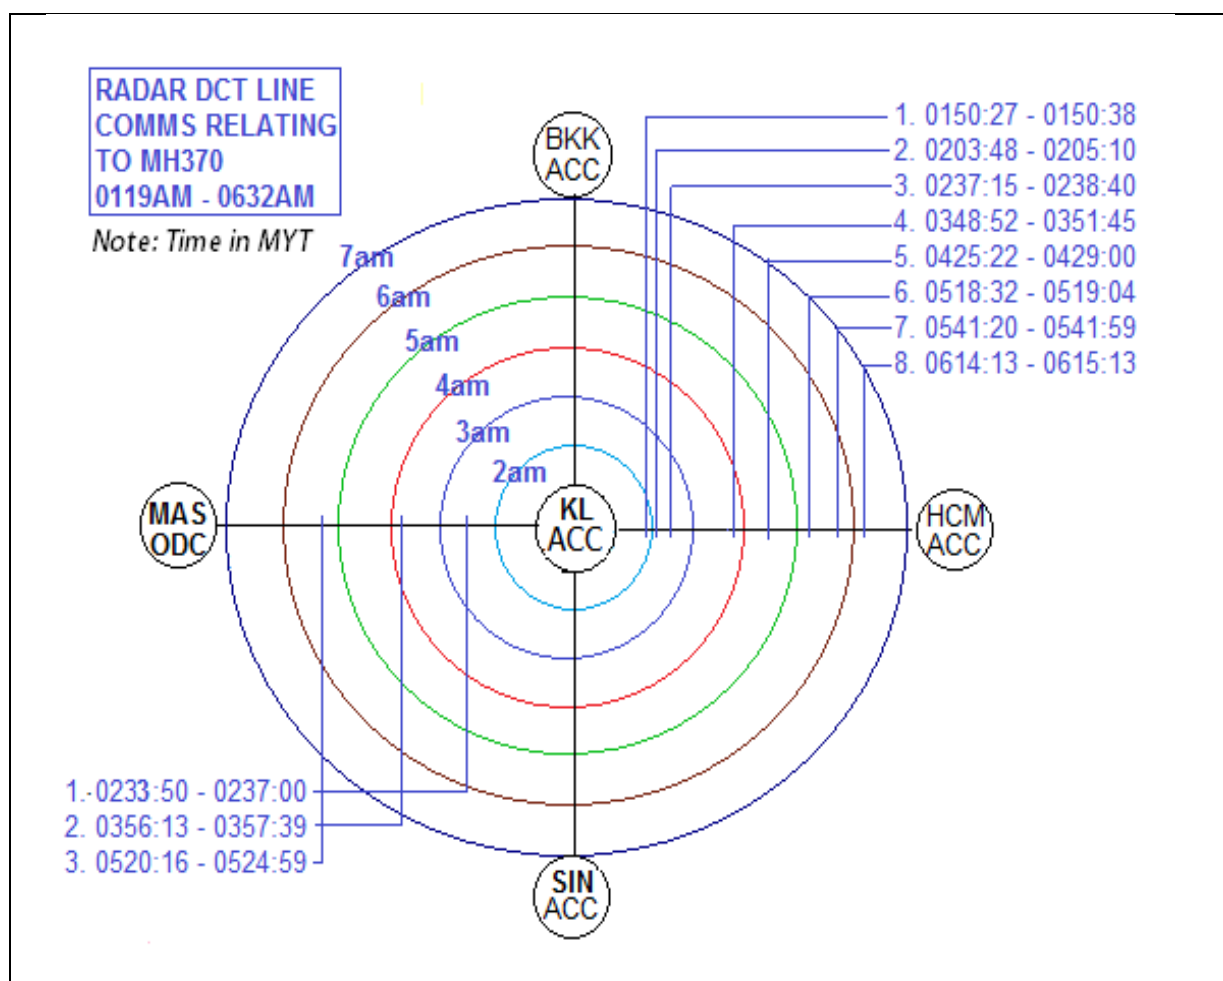 RADAR DCT LINE
COMMS RELATING
TO MH370
0119AM - 0632AM
Note: Time in MYT
BKK
ACC
1. 0150:27 - 0150:38
2. 0203:48 - 0205:10
3. 0237:15 - 0238:40
4. 0348:52 - 0351:45
5. 0425:22 - 0429:00
6. 0518:32 - 0519:04
7. 0541:20 - 0541:59
8. 0614:13 - 0615:13
7am
6am
5am
4am
3am
2am
MAS
ODC
KL
ACC
HCM
ACC
1. 0233:50 - 0237:00
2. 0356:13 - 0357:39
3. 0520:16 - 0524:59
SIN
ACC